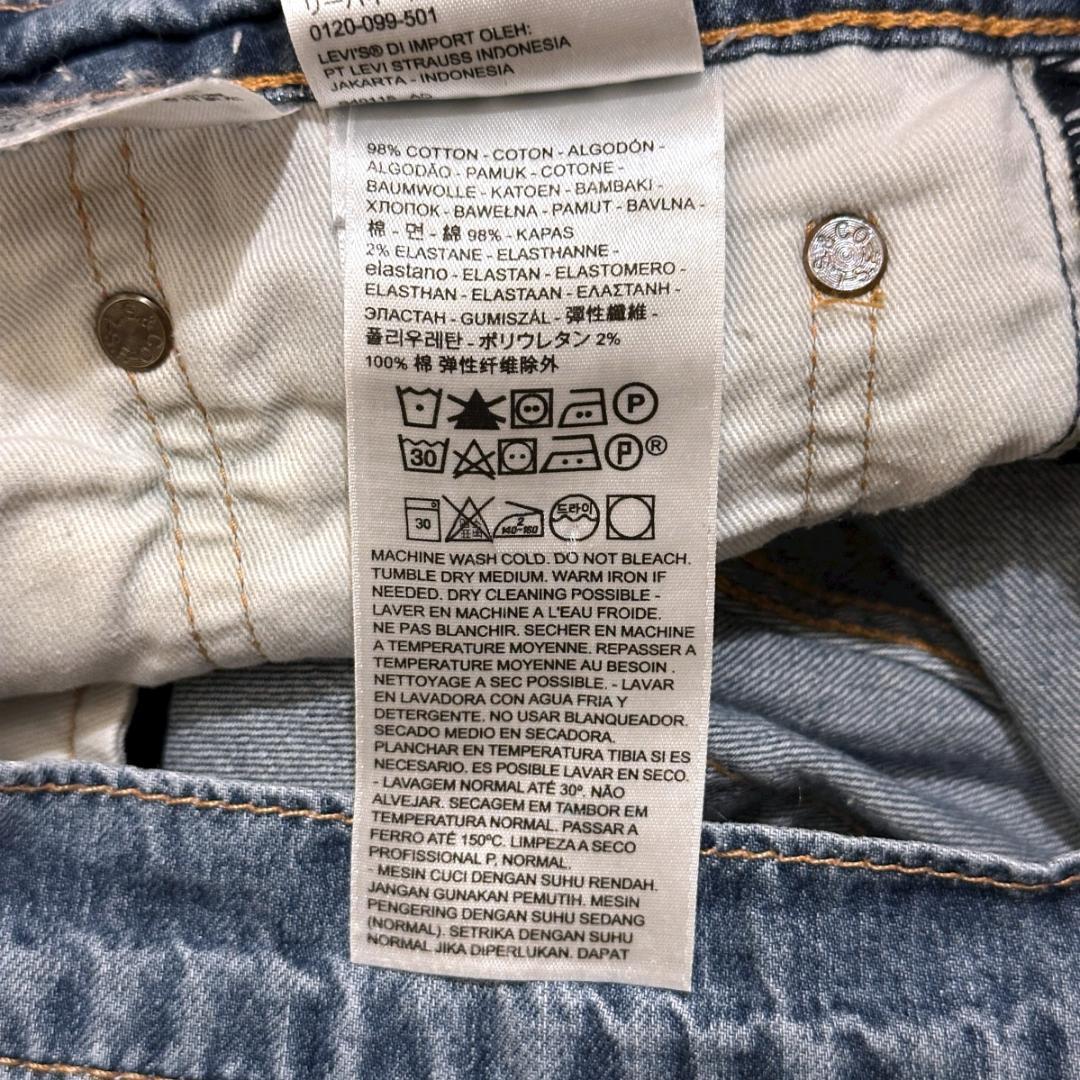 0120-099-501
LEVI'S® DI IMPORT OLEH:
PT LEVI STRAUSS INDONESIA
JAKARTA - INDONESIA
98% COTTON - COTON - ALGODÓN -
ALGODÃO - PAMUK - COTONE -
BAUMWOLLE - KATOEN - BAMBAKI -
ХЛОПОК - BAWEŁNA - PAMUT - BAVLNA -
棉 - 면 - 綿 98% - KAPAS
2% ELASTANE - ELASTHANNE -
elastano - ELASTAN - ELASTOMERO -
ELASTHAN - ELASTAAN - ΕΛΑΣΤΑΝΗ -
ЭЛАСТАН - GUMISZÁL - 彈性纖維 -
폴리우레탄 - ポリウレタン 2%
100% 棉 弹性纤维除外
P
30 P ®
30 표백 2 140~160 드라이
MACHINE WASH COLD. DO NOT BLEACH.
TUMBLE DRY MEDIUM. WARM IRON IF
NEEDED. DRY CLEANING POSSIBLE -
LAVER EN MACHINE A L'EAU FROIDE.
NE PAS BLANCHIR. SECHER EN MACHINE
A TEMPERATURE MOYENNE. REPASSER A
TEMPERATURE MOYENNE AU BESOIN .
NETTOYAGE A SEC POSSIBLE. - LAVAR
EN LAVADORA CON AGUA FRIA Y
DETERGENTE. NO USAR BLANQUEADOR.
SECADO MEDIO EN SECADORA.
PLANCHAR EN TEMPERATURA TIBIA SI ES
NECESARIO. ES POSIBLE LAVAR EN SECO.
- LAVAGEM NORMAL ATÉ 30º. NÃO
ALVEJAR. SECAGEM EM TAMBOR EM
TEMPERATURA NORMAL. PASSAR A
FERRO ATÉ 150ºC. LIMPEZA A SECO
PROFISSIONAL P, NORMAL.
- MESIN CUCI DENGAN SUHU RENDAH.
JANGAN GUNAKAN PEMUTIH. MESIN
PENGERING DENGAN SUHU SEDANG
(NORMAL). SETRIKA DENGAN SUHU
NORMAL JIKA DIPERLUKAN. DAPAT